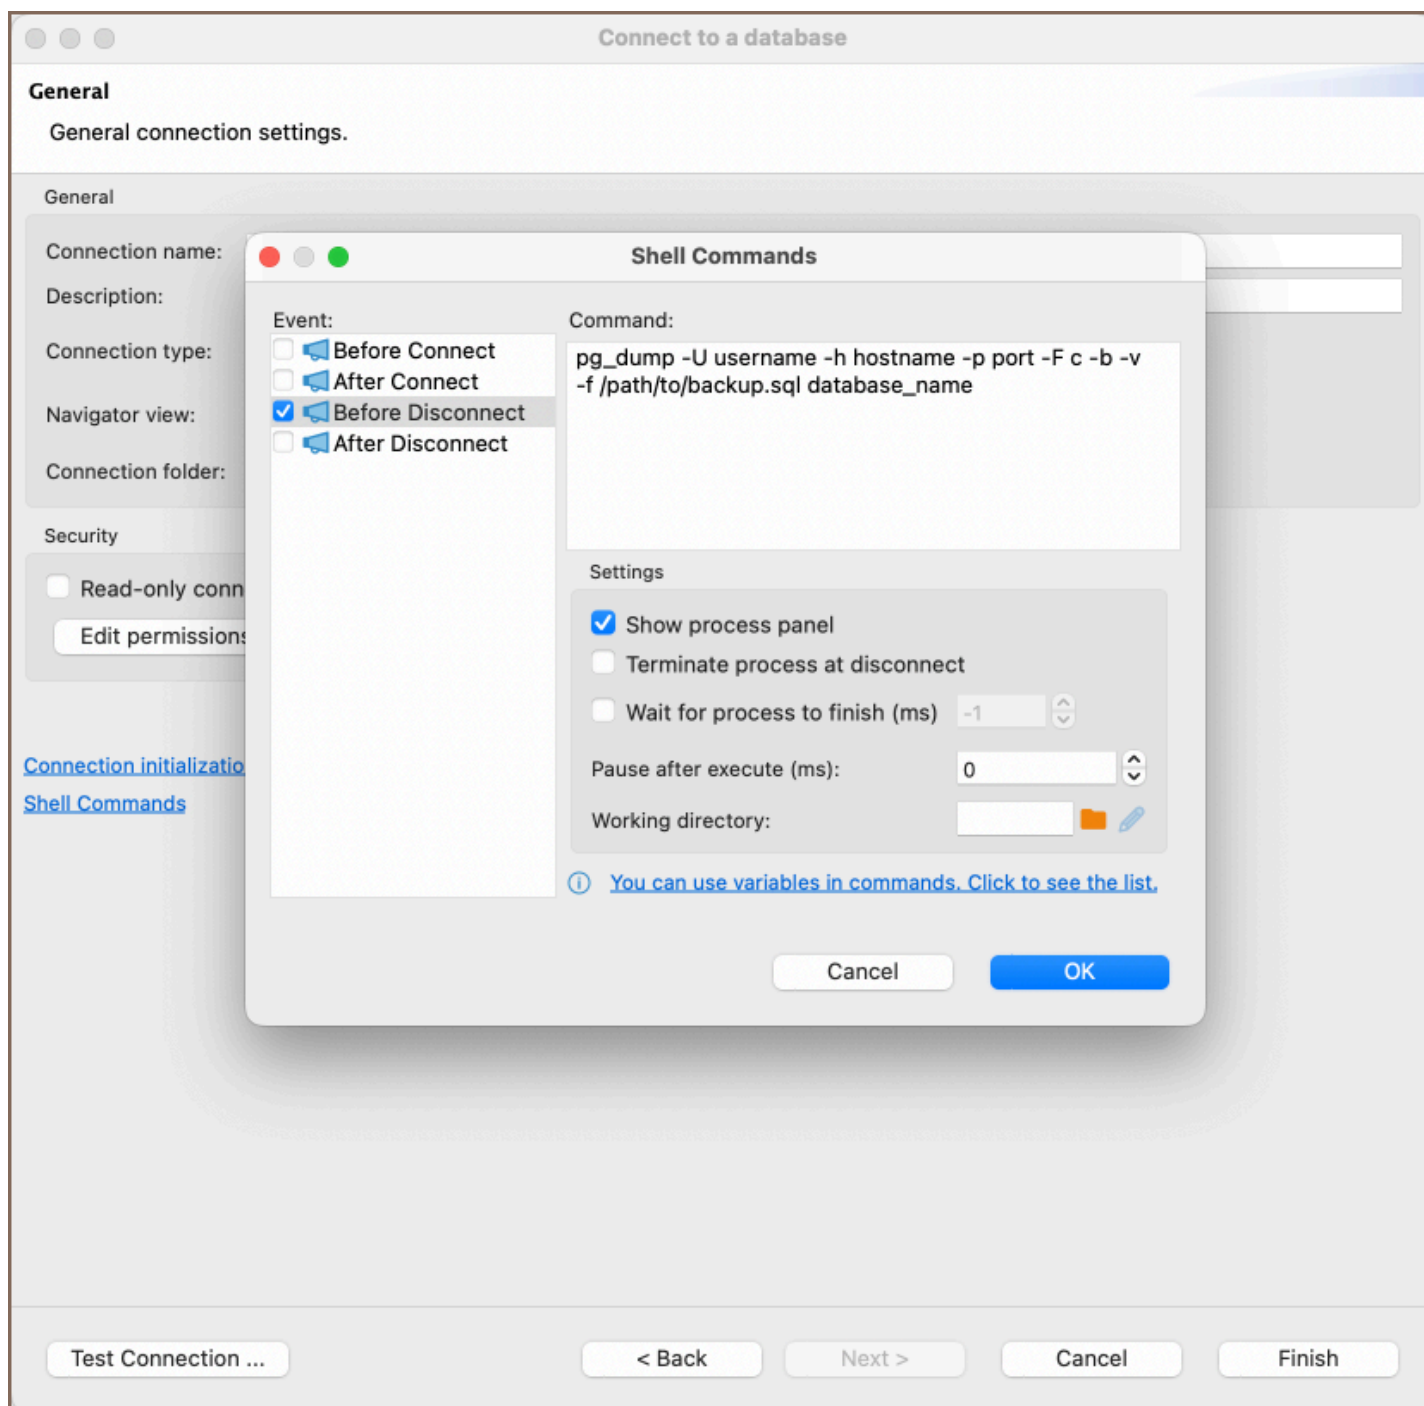 Connect to a database
General
General connection settings.
General
Connection name:
Description:
Connection type:
Navigator view:
Connection folder:
Security
Read-only conn
Edit permissions
Connection initializatio
Shell Commands
Shell Commands
Event:
Before Connect
After Connect
Before Disconnect
After Disconnect
Command:
pg_dump -U username -h hostname -p port -F c -b -v
-f /path/to/backup.sql database_name
Settings
Show process panel
Terminate process at disconnect
Wait for process to finish (ms) -1
Pause after execute (ms): 0
Working directory:
You can use variables in commands. Click to see the list.
Cancel OK
Test Connection ... < Back Next > Cancel Finish